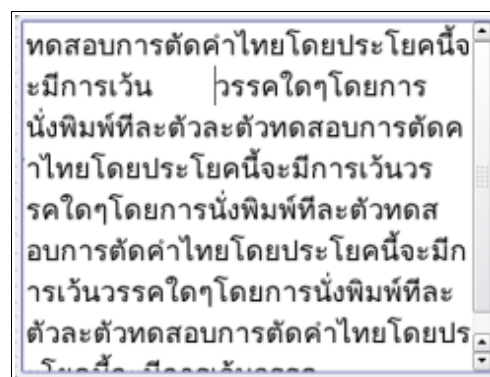 ทดสอบการตัดคำไทยโดยประโยคนี้จ
ะมีการเว้น วรรคใดๆโดยการ
นั่งพิมพ์ทีละตัวละตัวทดสอบการตัดค
ำไทยโดยประโยคนี้จะมีการเว้นวร
รคใดๆโดยการนั่งพิมพ์ทีละตัวทดส
อบการตัดคำไทยโดยประโยคนี้จะมีก
ารเว้นวรรคใดๆโดยการนั่งพิมพ์ทีละ
ตัวละตัวทดสอบการตัดคำไทยโดยปร